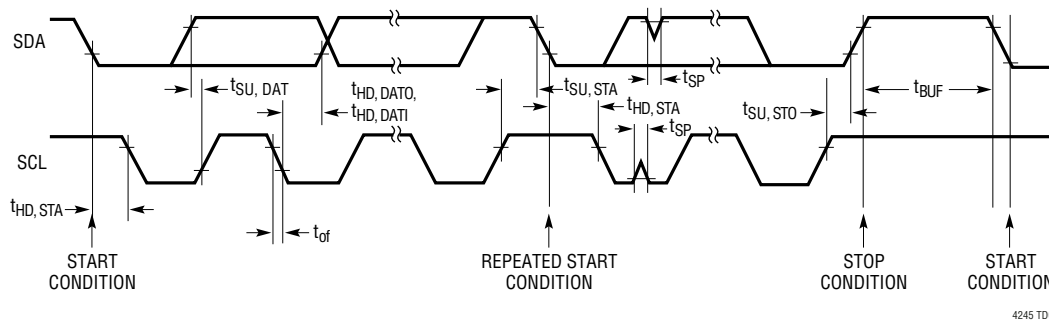 SDA
tSU, DAT
tHD, DATO,
tHD, DATI
tSU, STA
tHD, STA
tSP
tSP
tSU, STO
tBUF
SCL
tHD, STA
tof
START
CONDITION
REPEATED START
CONDITION
STOP
CONDITION
START
CONDITION
4245 TD